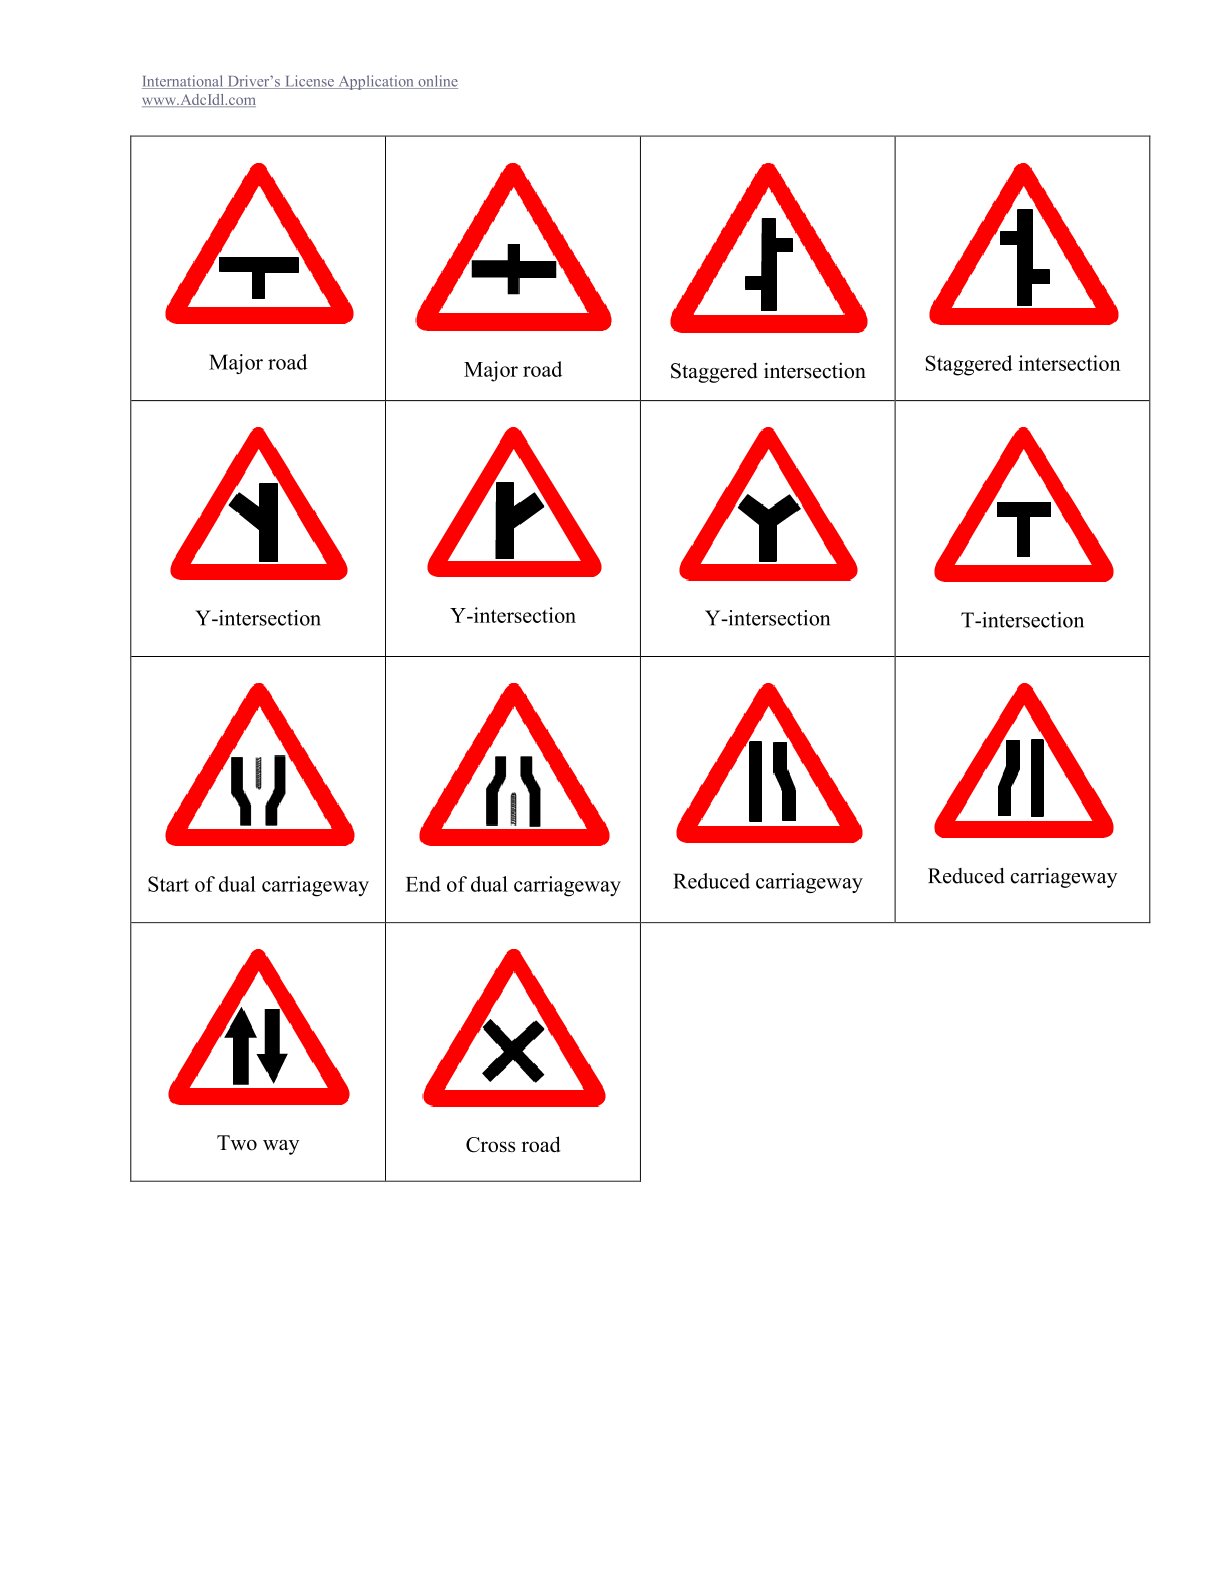 International Driver’s License Application online
www.AdcIdl.com
Major road
Major road
Staggered intersection
Staggered intersection
Y-intersection
Y-intersection
Y-intersection
T-intersection
Start of dual carriageway
End of dual carriageway
Reduced carriageway
Reduced carriageway
Two way
Cross road